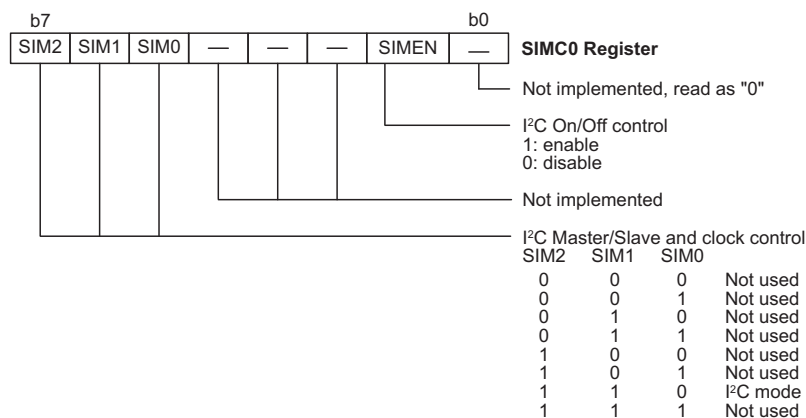 b7 b0
SIM2 SIM1 SIM0 — — — SIMEN — SIMC0 Register
Not implemented, read as "0"
I²C On/Off control
1: enable
0: disable
Not implemented
I²C Master/Slave and clock control
SIM2 SIM1 SIM0
0 0 0 Not used
0 0 1 Not used
0 1 0 Not used
0 1 1 Not used
1 0 0 Not used
1 0 1 Not used
1 1 0 I²C mode
1 1 1 Not used